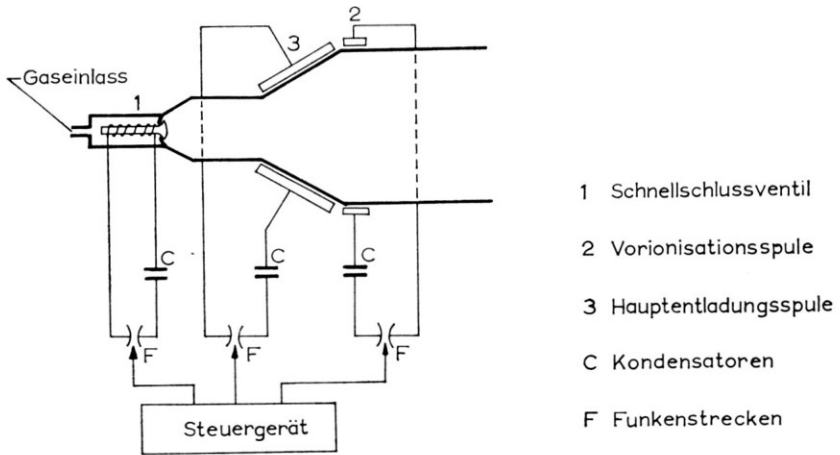 2
3
Gaseinlass
1
C
C
C
F
F
F
Steuergerät
1 Schnellschlussventil
2 Vorionisationsspule
3 Hauptentladungsspule
C Kondensatoren
F Funkenstrecken